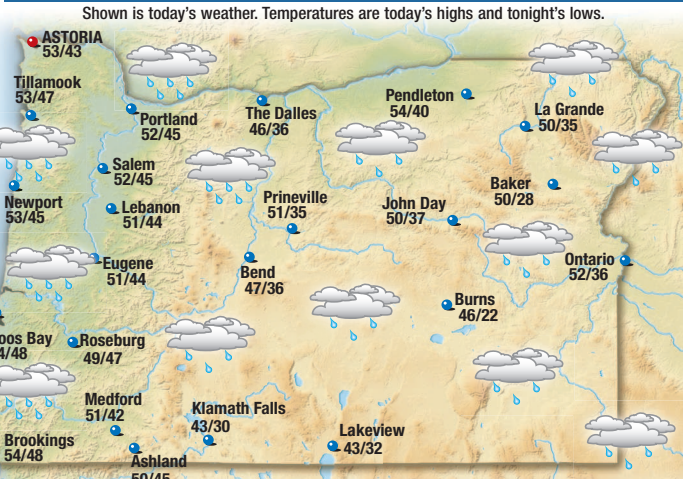 Shown is today's weather. Temperatures are today's highs and tonight's lows.
ASTORIA
53/43
Tillamook
53/47
Portland
52/45
The Dalles
46/36
Pendleton
54/40
La Grande
50/35
Salem
52/45
Newport
53/45
Lebanon
51/44
Prineville
51/35
John Day
50/37
Baker
50/28
Eugene
51/44
Bend
47/36
Ontario
52/36
Burns
46/22
oos Bay
4/48
Roseburg
49/47
Medford
51/42
Klamath Falls
43/30
Lakeview
43/32
Brookings
54/48
Ashland